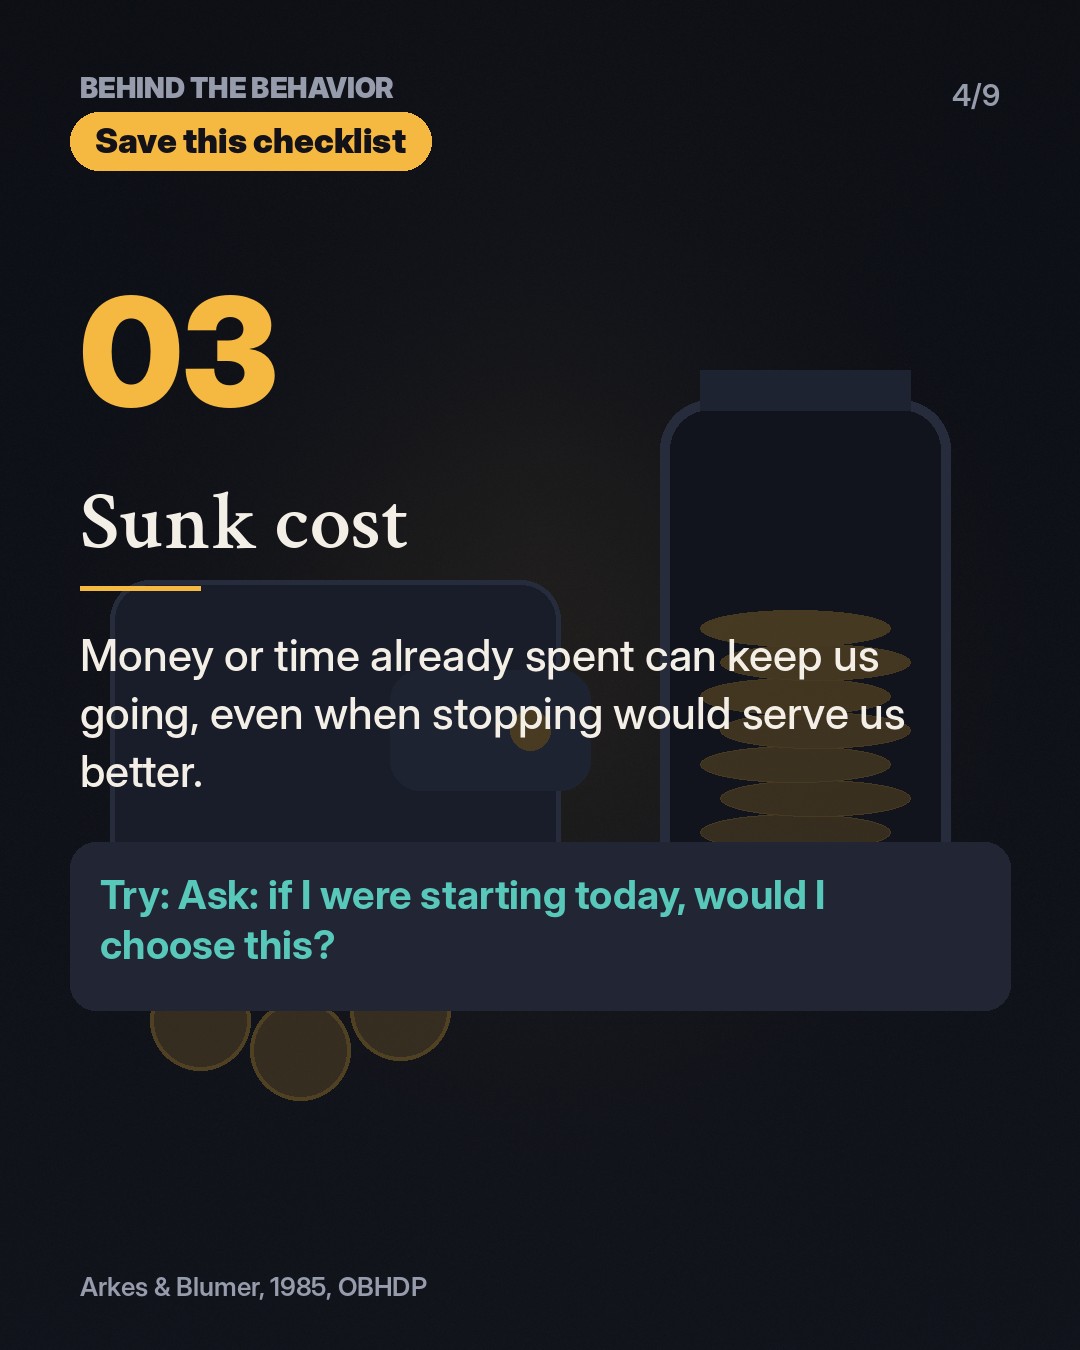 BEHIND THE BEHAVIOR
4/9
Save this checklist
03
Sunk cost
Money or time already spent can keep us
going, even when stopping would serve us
better.
Try: Ask: if I were starting today, would I
choose this?
Arkes & Blumer, 1985, OBHDP